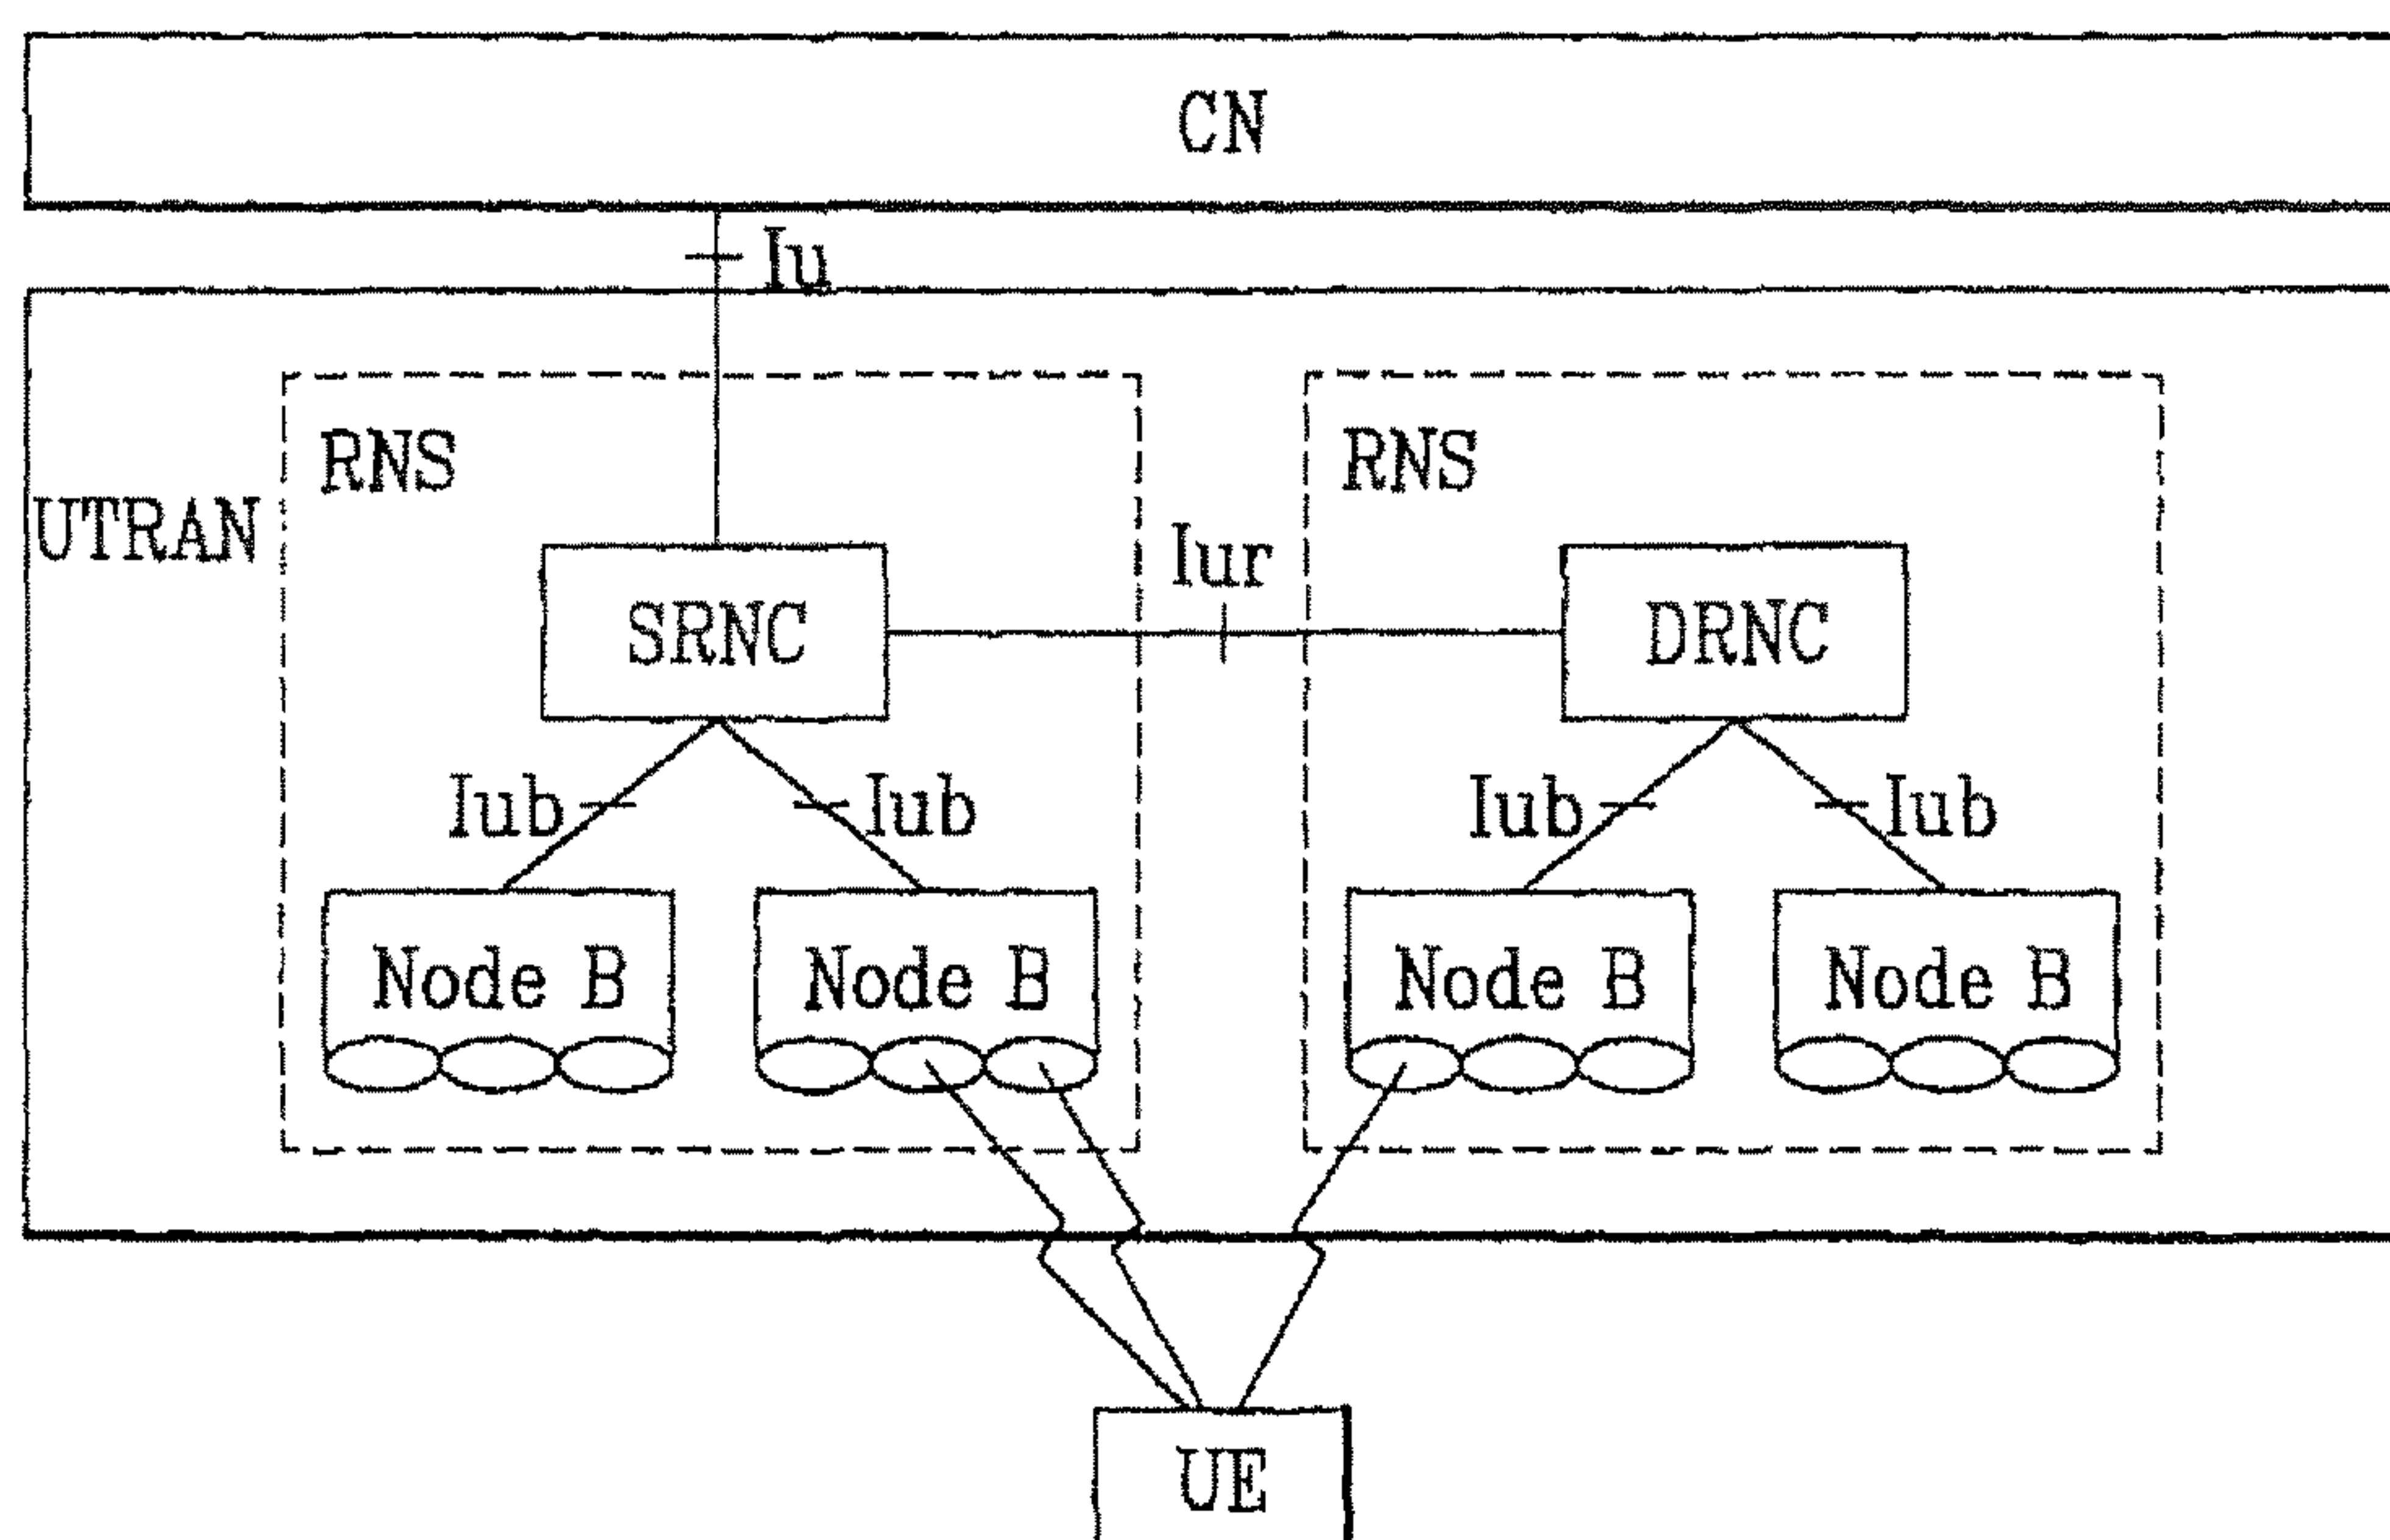 CN
Iu
RNS
RNS
UTRAN
Iur
SRNC
DRNC
Iub
Iub
Iub
Iub
Node B
Node B
Node B
Node B
UE